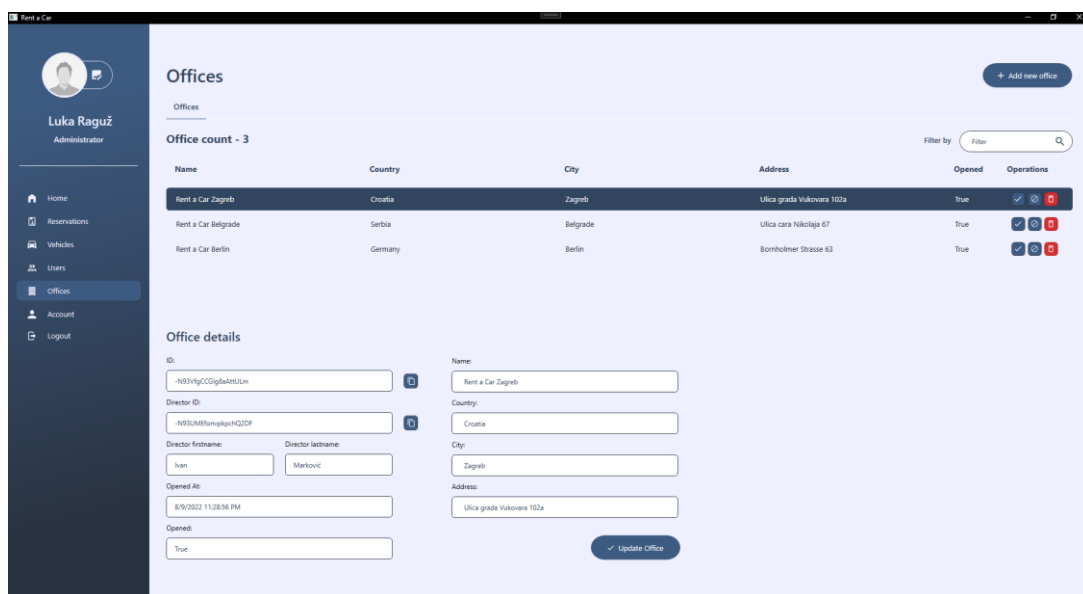 Rent a Car
Luka Raguž
Administrator
Home
Reservations
Vehicles
Users
Offices
Account
Logout
Offices
+ Add new office
Offices
Office count - 3
Filter by Filter
Name Country City Address Opened Operations
Rent a Car Zagreb Croatia Zagreb Ulica grada Vukovara 102a True
Rent a Car Belgrade Serbia Belgrade Ulica cara Nikolaja 67 True
Rent a Car Berlin Germany Berlin Bornholmer Strasse 63 True
Office details
ID:
Director ID:
Director firstname: Director lastname:
Ivan Marković
Opened At:
8/9/2022 11:28:56 PM
Opened:
True
Name:
Rent a Car Zagreb
Country:
Croatia
City:
Zagreb
Address:
Ulica grada Vukovara 102a
Update Office